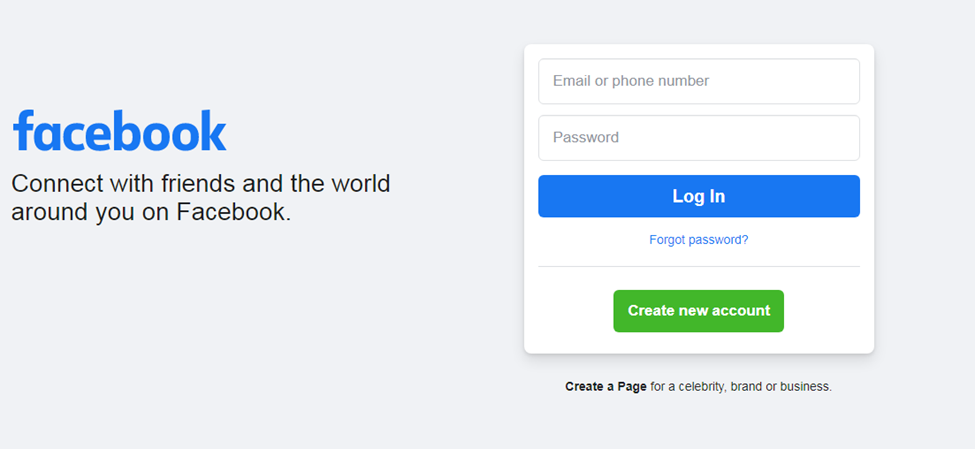 facebook
Connect with friends and the world
around you on Facebook.
Email or phone number
Password
Log In
Forgot password?
Create new account
Create a Page for a celebrity, brand or business.